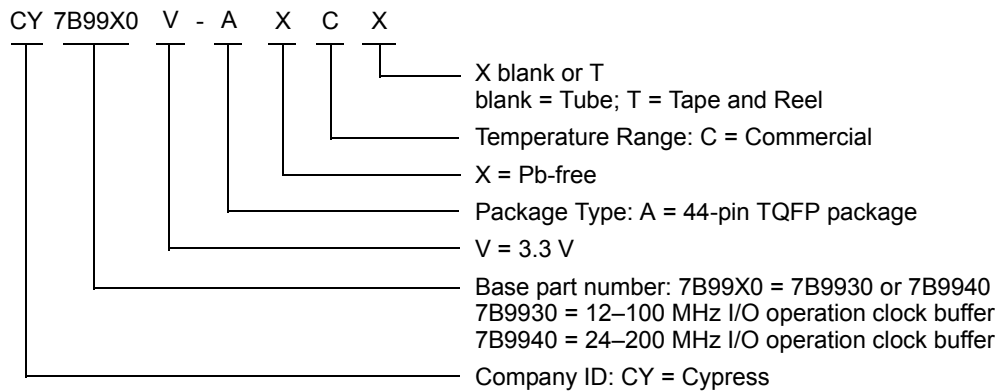 CY 7B99X0 V - A X C X
X blank or T
blank = Tube; T = Tape and Reel
Temperature Range: C = Commercial
X = Pb-free
Package Type: A = 44-pin TQFP package
V = 3.3 V
Base part number: 7B99X0 = 7B9930 or 7B9940
7B9930 = 12–100 MHz I/O operation clock buffer
7B9940 = 24–200 MHz I/O operation clock buffer
Company ID: CY = Cypress